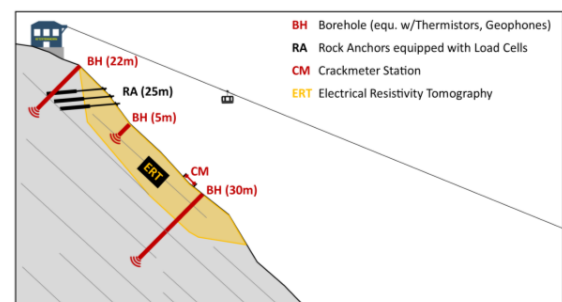 BH Borehole (equ. w/Thermistors, Geophones)
RA Rock Anchors equipped with Load Cells
CM Crackmeter Station
ERT Electrical Resistivity Tomography
BH (22m)
RA (25m)
BH (5m)
ERT
CM
BH (30m)